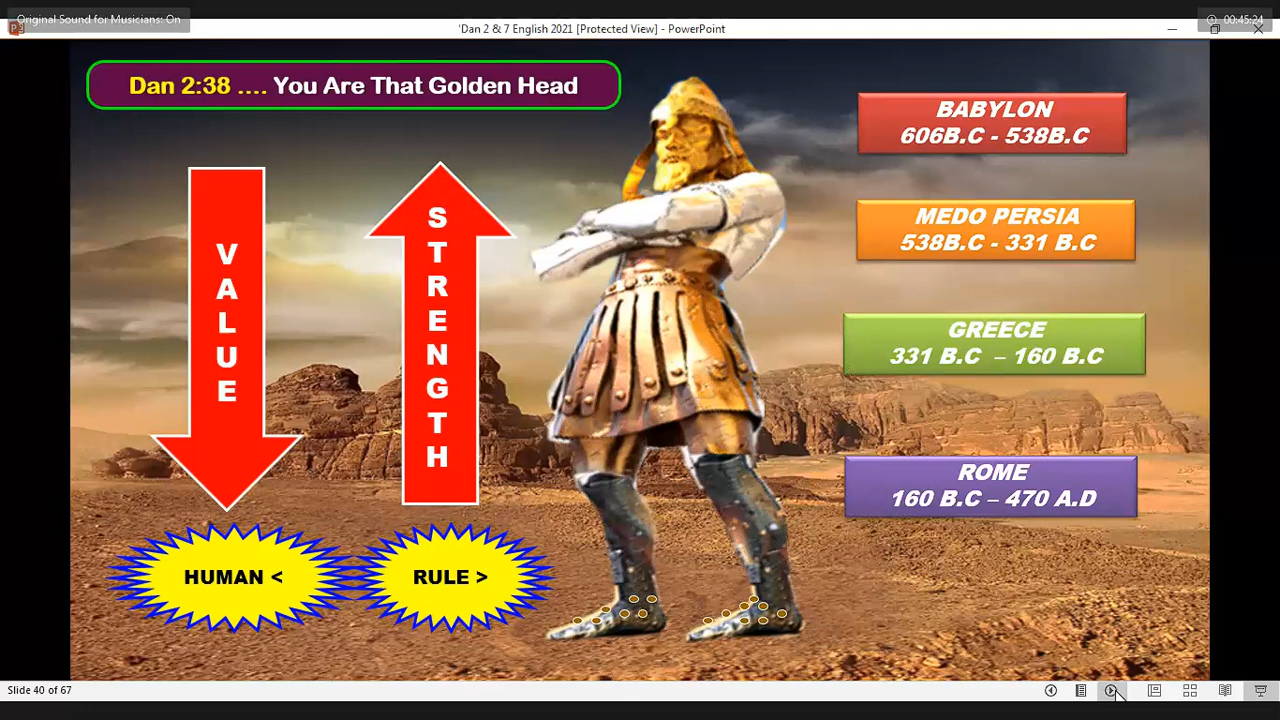 Original Sound for Musicians: On
00:45:24
'Dan 2 & 7 English 2021 [Protected View] - PowerPoint
Dan 2:38 .... You Are That Golden Head
BABYLON
606B.C - 538B.C
MEDO PERSIA
538B.C - 331 B.C
GREECE
331 B.C – 160 B.C
ROME
160 B.C – 470 A.D
VALUE
STRENGTH
HUMAN <
RULE >
Slide 40 of 67